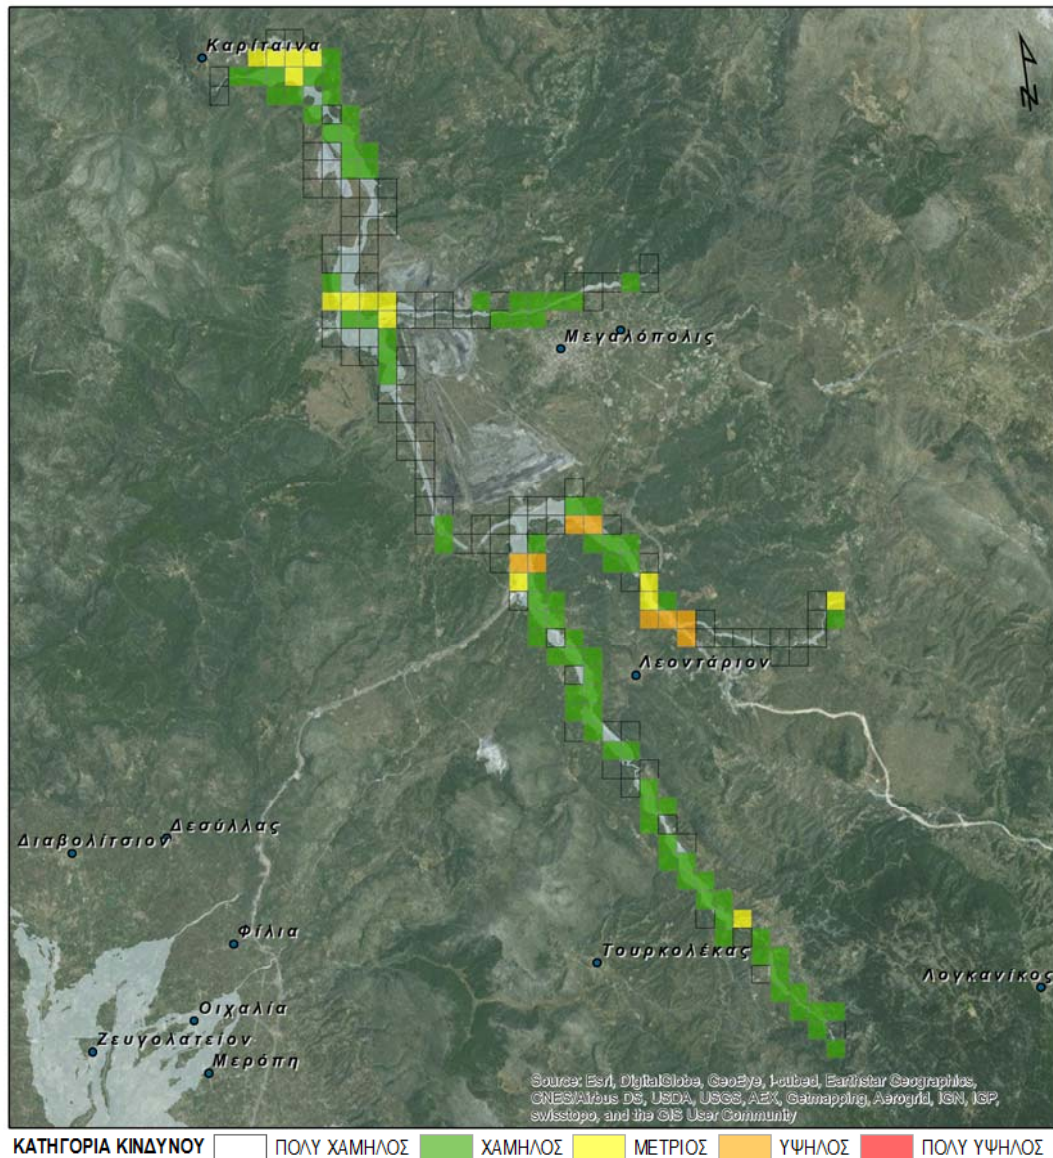 Καρίταινα
N
Μεγαλόπολις
Λεοντάριον
Δεσύλλας
Διαβολίτσιον
Φίλια
Τουρκολέκας
Λογκανίκος
Οιχαλία
Ζευγολατείον
Μερόπη
Source: Esri, DigitalGlobe, GeoEye, i-cubed, Earthstar Geographics,
CNES/Airbus DS, USDA, USGS, AEX, Getmapping, Aerogrid, IGN, IGP,
swisstopo, and the GIS User Community
ΚΑΤΗΓΟΡΙΑ ΚΙΝΔΥΝΟΥ ΠΟΛΥ ΧΑΜΗΛΟΣ ΧΑΜΗΛΟΣ ΜΕΤΡΙΟΣ ΥΨΗΛΟΣ ΠΟΛΥ ΥΨΗΛΟΣ